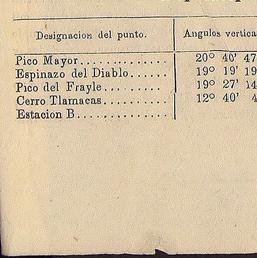 Designacion del punto. Angulos vertica
Pico Mayor........ 20° 40' 47
Espinazo del Diablo..... 19° 19' 19
Pico del Frayle......... 19° 27' 14
Cerro Tlamacas......... 12° 40' 4
Estacion B............